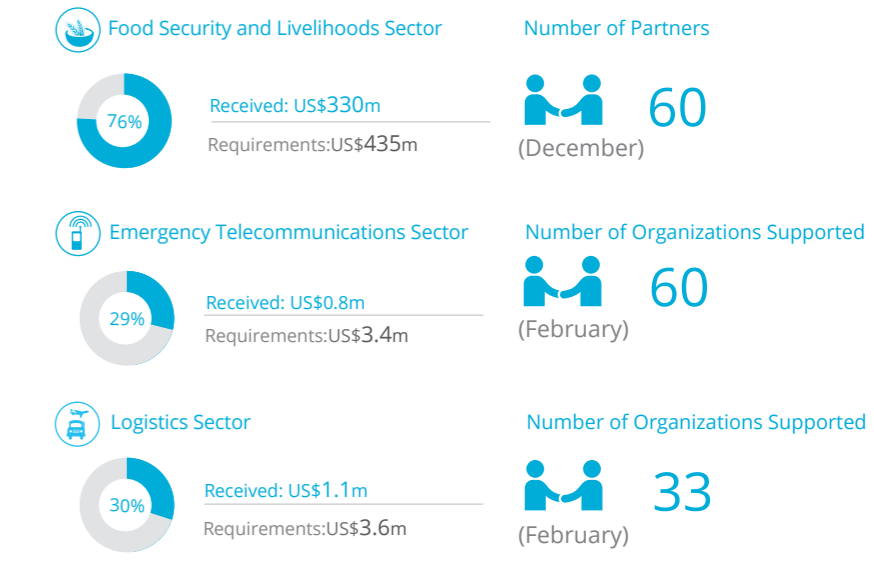 Food Security and Livelihoods Sector
Number of Partners
76%
Received: US$330m
Requirements:US$435m
60
(December)
Emergency Telecommunications Sector
Number of Organizations Supported
29%
Received: US$0.8m
Requirements:US$3.4m
60
(February)
Logistics Sector
Number of Organizations Supported
30%
Received: US$1.1m
Requirements:US$3.6m
33
(February)